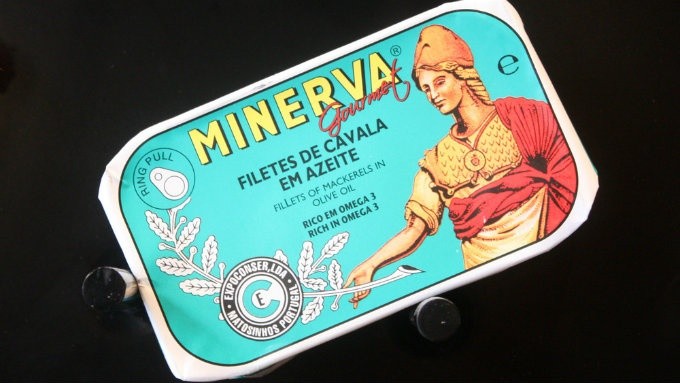 MINERVA®
Gourmet
FILETES DE CAVALA
EM AZEITE
FILLETS OF MACKERELS IN
OLIVE OIL
RICO EM OMEGA 3
RICH IN OMEGA 3
RING PULL
℮
EXPOCONSER, LDA
CE
MATOSINHOS PORTUGAL